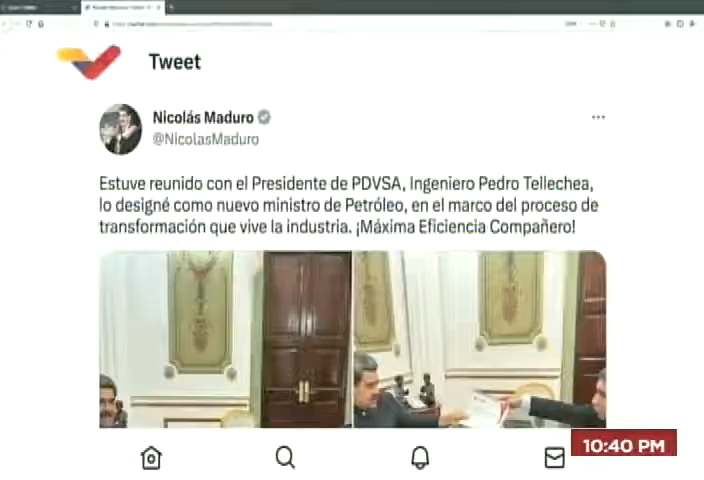 Tweet
Nicolás Maduro
@NicolasMaduro
Estuve reunido con el Presidente de PDVSA, Ingeniero Pedro Tellechea,
lo designé como nuevo ministro de Petróleo, en el marco del proceso de
transformación que vive la industria. ¡Máxima Eficiencia Compañero!
10:40 PM